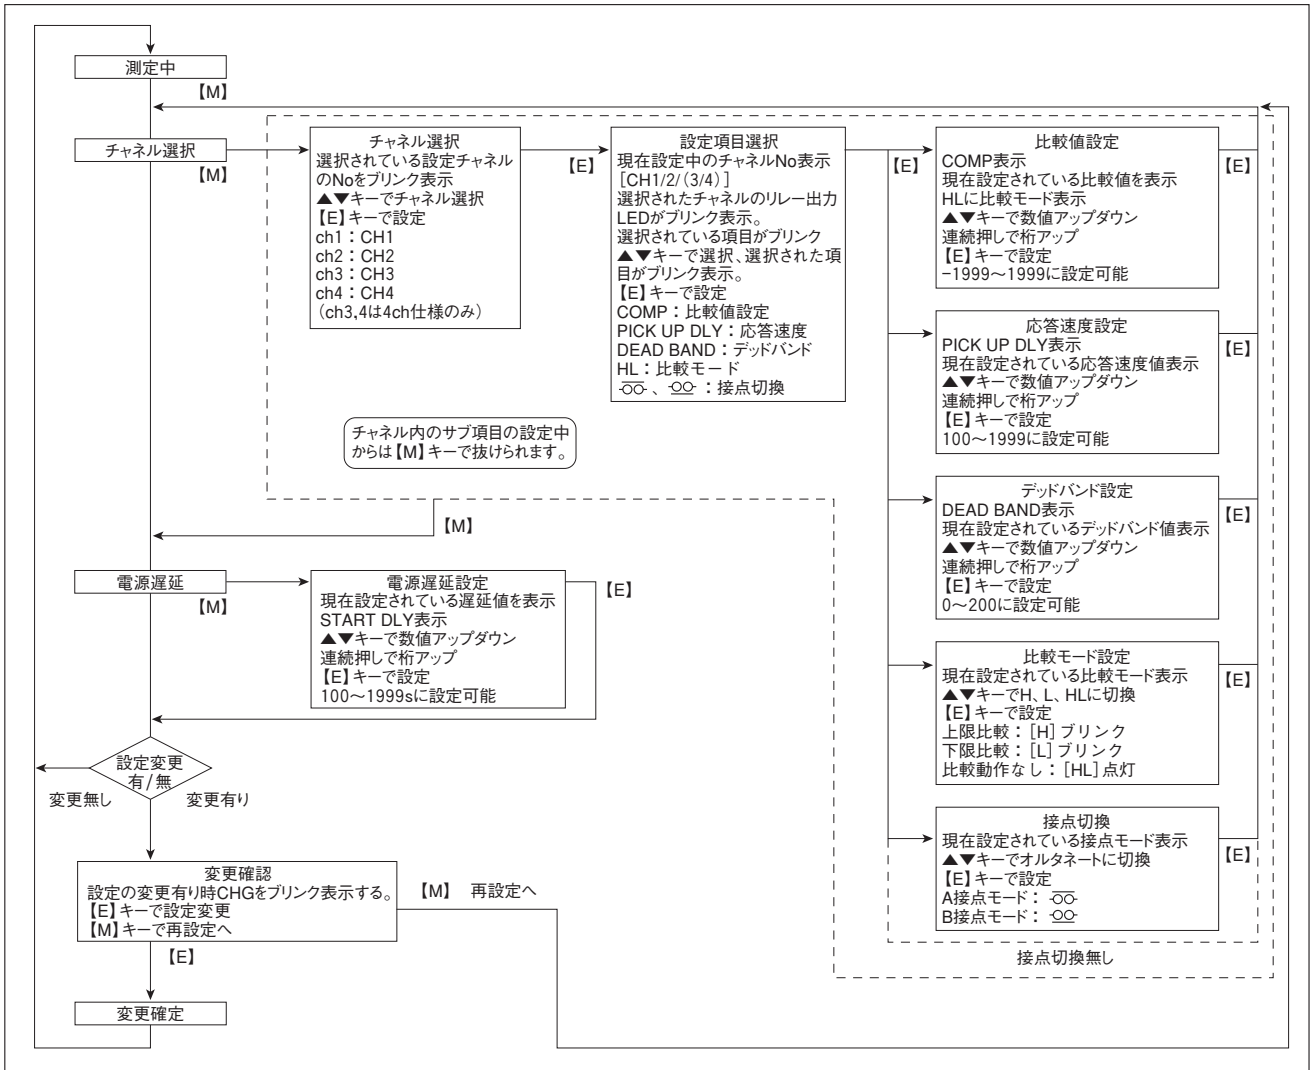 測定中
【M】
チャネル選択
【M】
チャネル選択
選択されている設定チャネル
のNoをブリンク表示
▲▼キーでチャネル選択
【E】キーで設定
ch1：CH1
ch2：CH2
ch3：CH3
ch4：CH4
（ch3,4は4ch仕様のみ）
【E】
設定項目選択
現在設定中のチャネルNo表示
［CH1/2/(3/4)］
選択されたチャネルのリレー出力
LEDがブリンク表示。
選択されている項目がブリンク
▲▼キーで選択、選択された項
目がブリンク表示。
【E】キーで設定
COMP：比較値設定
PICK UP DLY：応答速度
DEAD BAND：デッドバンド
HL：比較モード
、 ：接点切換
【E】
比較値設定
COMP表示
現在設定されている比較値を表示
HLに比較モード表示
▲▼キーで数値アップダウン
連続押しで桁アップ
【E】キーで設定
−1999〜1999に設定可能
【E】
応答速度設定
PICK UP DLY表示
現在設定されている応答速度値表示
▲▼キーで数値アップダウン
連続押しで桁アップ
【E】キーで設定
100〜1999に設定可能
【E】
デッドバンド設定
DEAD BAND表示
現在設定されているデッドバンド値表示
▲▼キーで数値アップダウン
連続押しで桁アップ
【E】キーで設定
0〜200に設定可能
【E】
比較モード設定
現在設定されている比較モード表示
▲▼キーでH、L、HLに切換
【E】キーで設定
上限比較：［H］ブリンク
下限比較：［L］ブリンク
比較動作なし：［HL］点灯
【E】
接点切換
現在設定されている接点モード表示
▲▼キーでオルタネートに切換
【E】キーで設定
A接点モード：
B接点モード：
【E】
接点切換無し
チャネル内のサブ項目の設定中
からは【M】キーで抜けられます。
【M】
電源遅延
【M】
電源遅延設定
現在設定されている遅延値を表示
START DLY表示
▲▼キーで数値アップダウン
連続押しで桁アップ
【E】キーで設定
100〜1999sに設定可能
【E】
設定変更
有/無
変更無し
変更有り
変更確認
設定の変更有り時CHGをブリンク表示する。
【E】キーで設定変更
【M】キーで再設定へ
【M】 再設定へ
【E】
変更確定